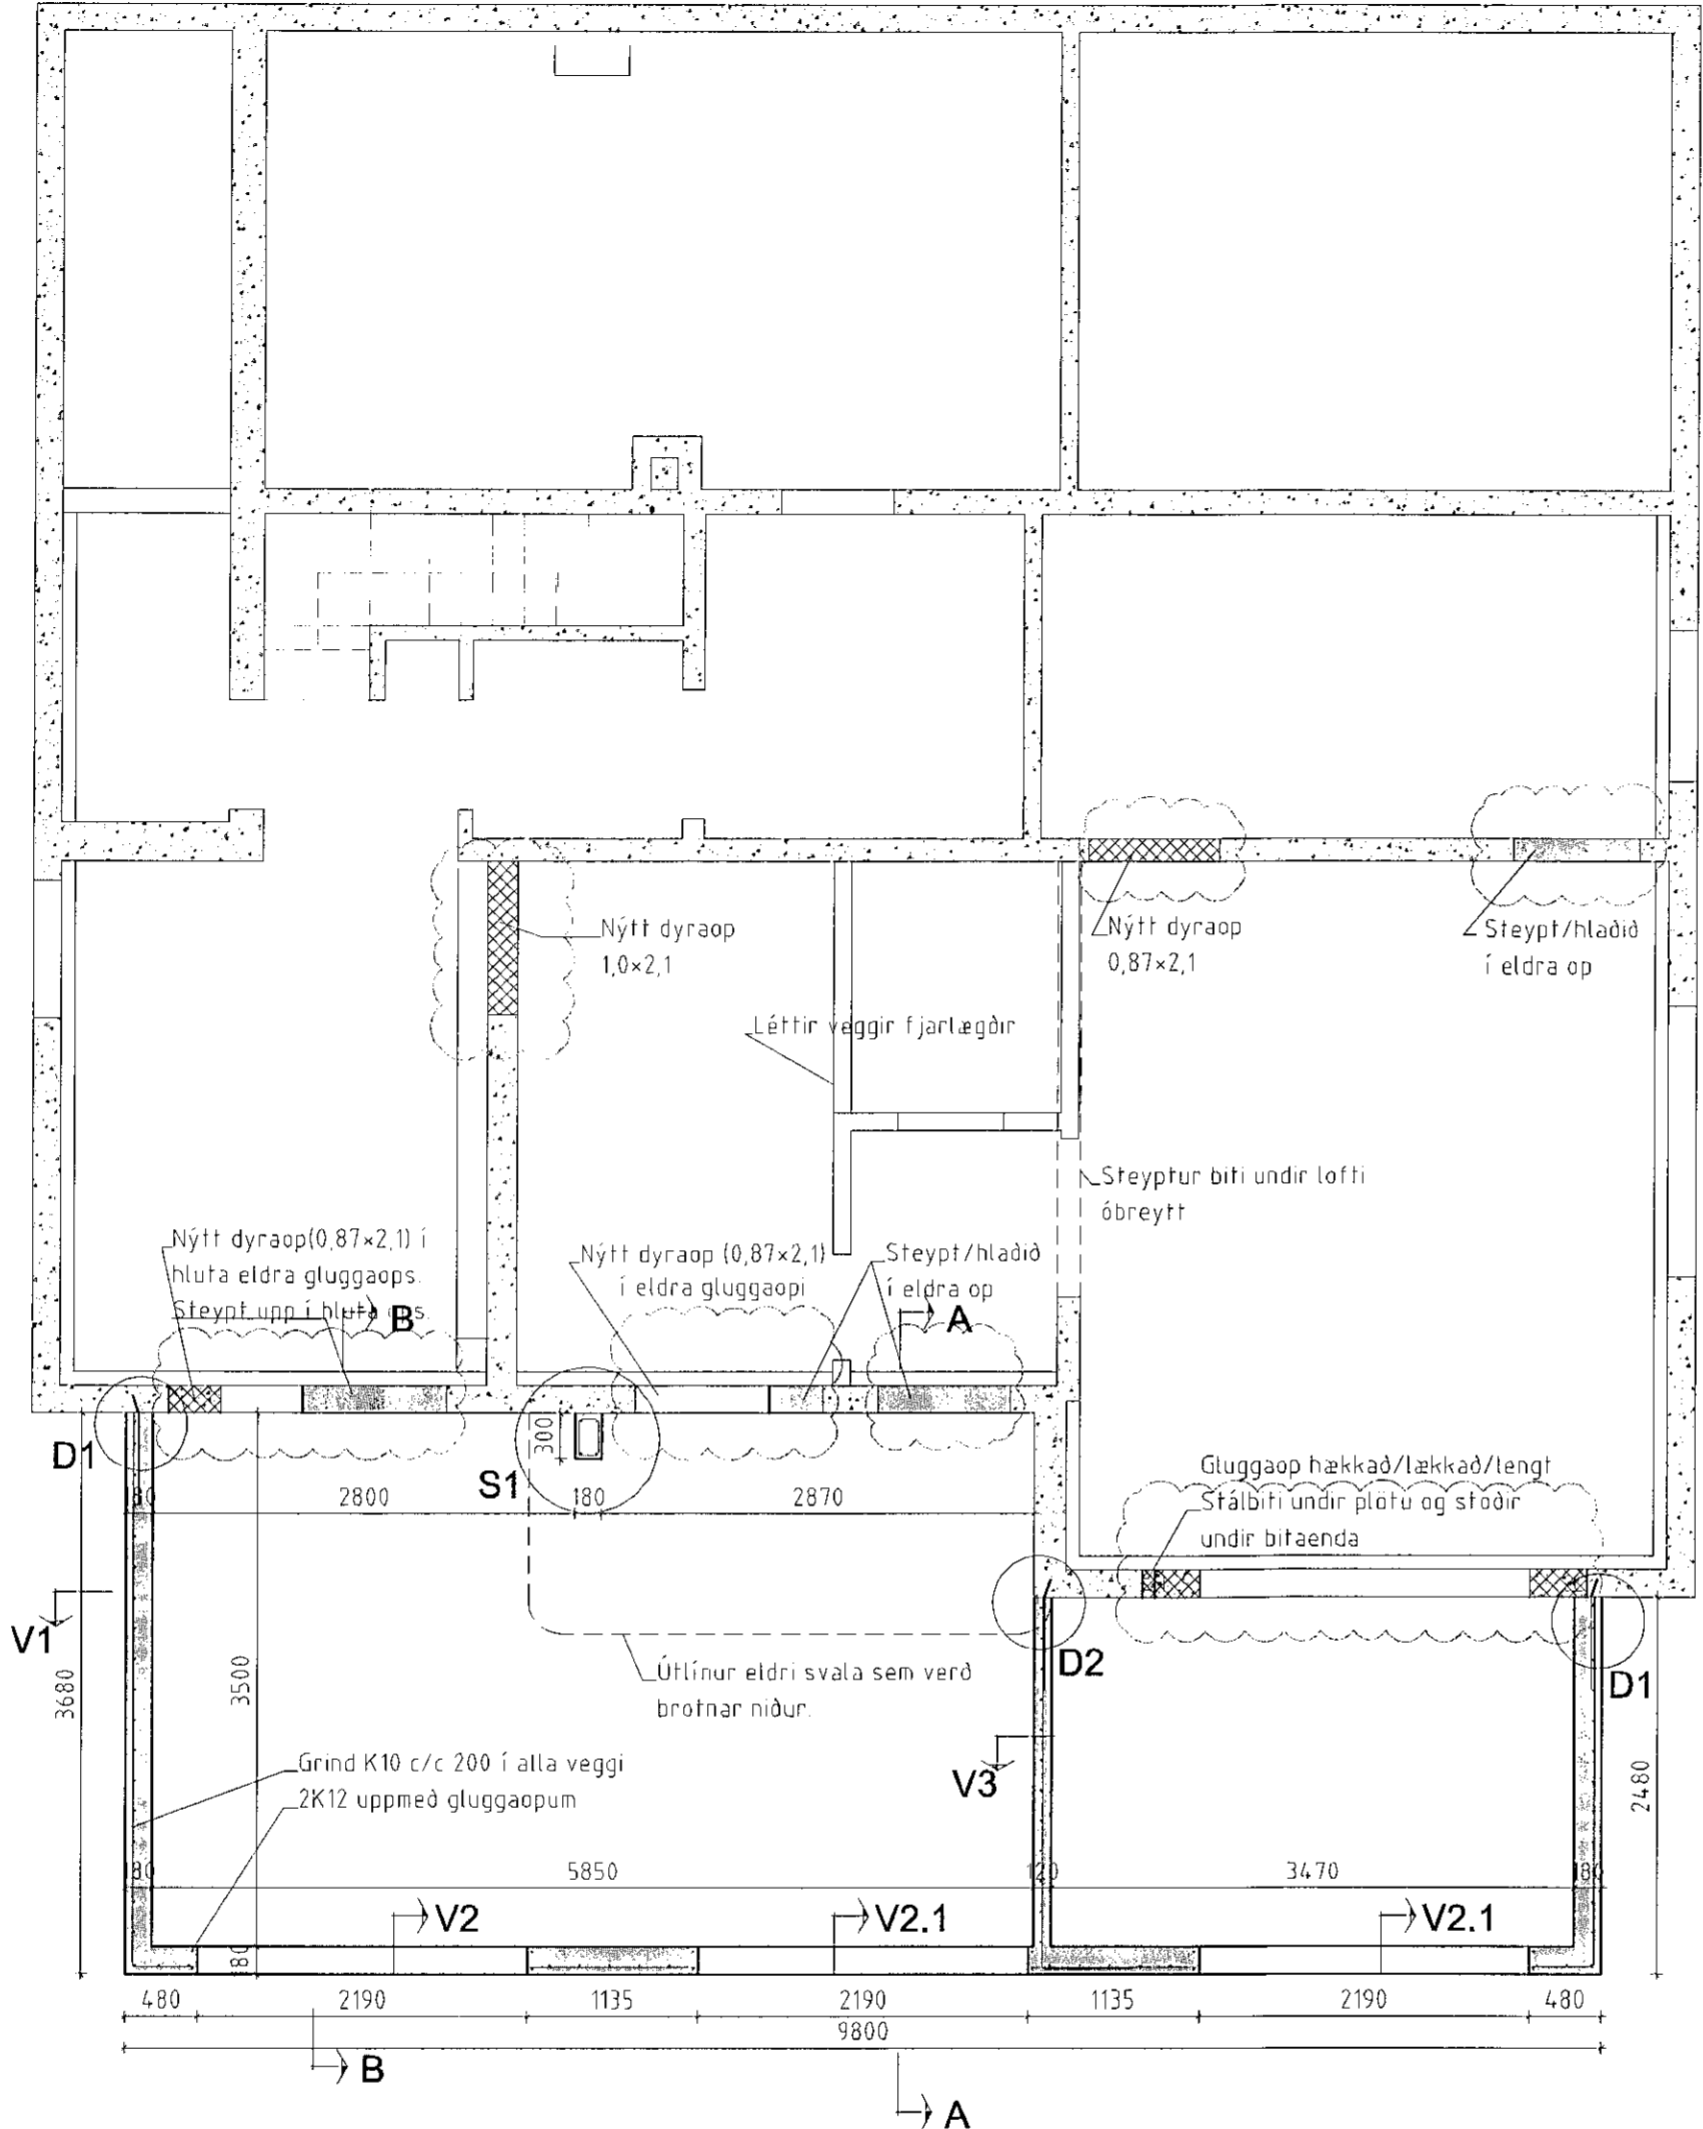 Nýtt dyraop
1,0×2,1
Nýtt dyraop
0,87×2,1
Steypt/hlaðið
í eldra op
Léttir veggir fjarlægðir
Steyptur biti undir lofti
óbreytt
Nýtt dyraop(0,87×2,1) í
hluta eldra gluggaops.
Steypt upp í hluta ops.
B
Nýtt dyraop (0,87×2,1)
í eldra gluggaopi
Steypt/hlaðið
í eldra op
A
D1
S1
300
180
2800
180
2870
Gluggaop hækkað/lækkað/lengt
Stálbiti undir plötu og stoðir
undir bitaenda
V1
3680
3500
D2
D1
Útlínur eldri svala sem verð
brotnar niður.
V3
2480
Grind K10 c/c 200 í alla veggi
2K12 uppmeð gluggaopum
180
5850
120
3470
180
V2
V2.1
V2.1
180
480
2190
1135
2190
1135
2190
480
9800
B
A